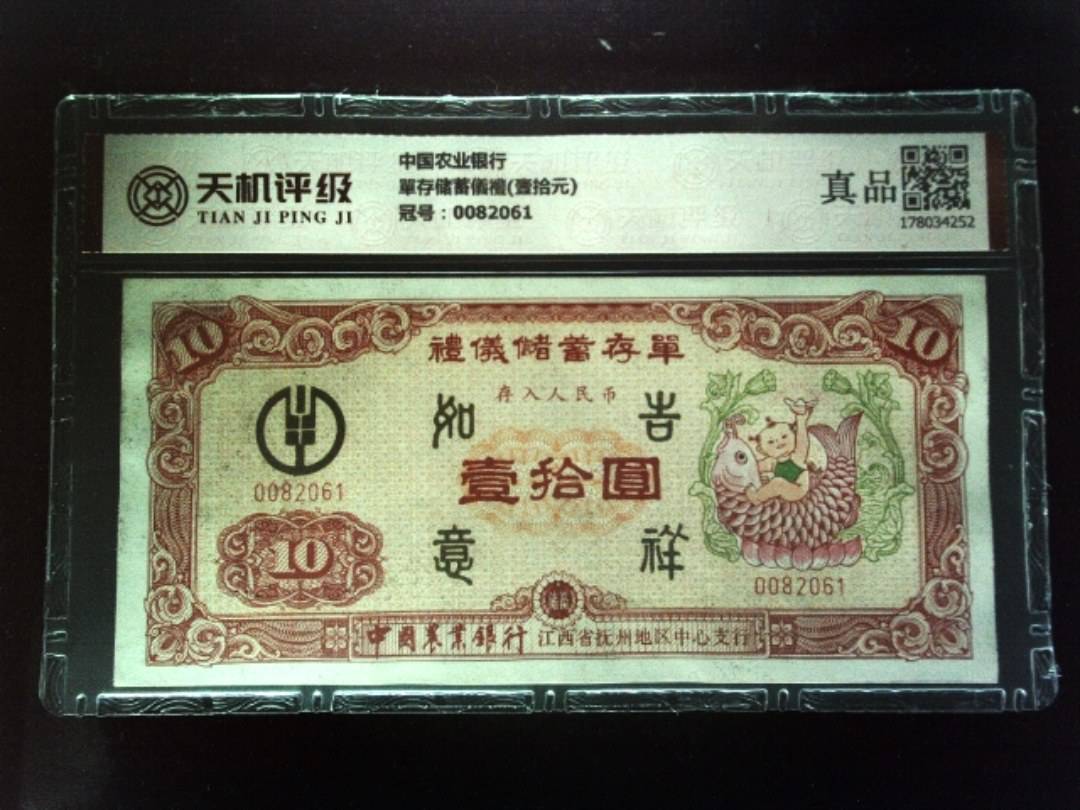 天机评级
TIAN JI PING JI
中国农业银行
單存储蓄儀禮(壹拾元)
冠号：0082061
真品
178034252
10
10
禮儀儲蓄存單
存入人民币
如 吉
壹拾圓
意 祥
0082061
10
0082061
中國農業銀行 江西省抚州地区中心支行